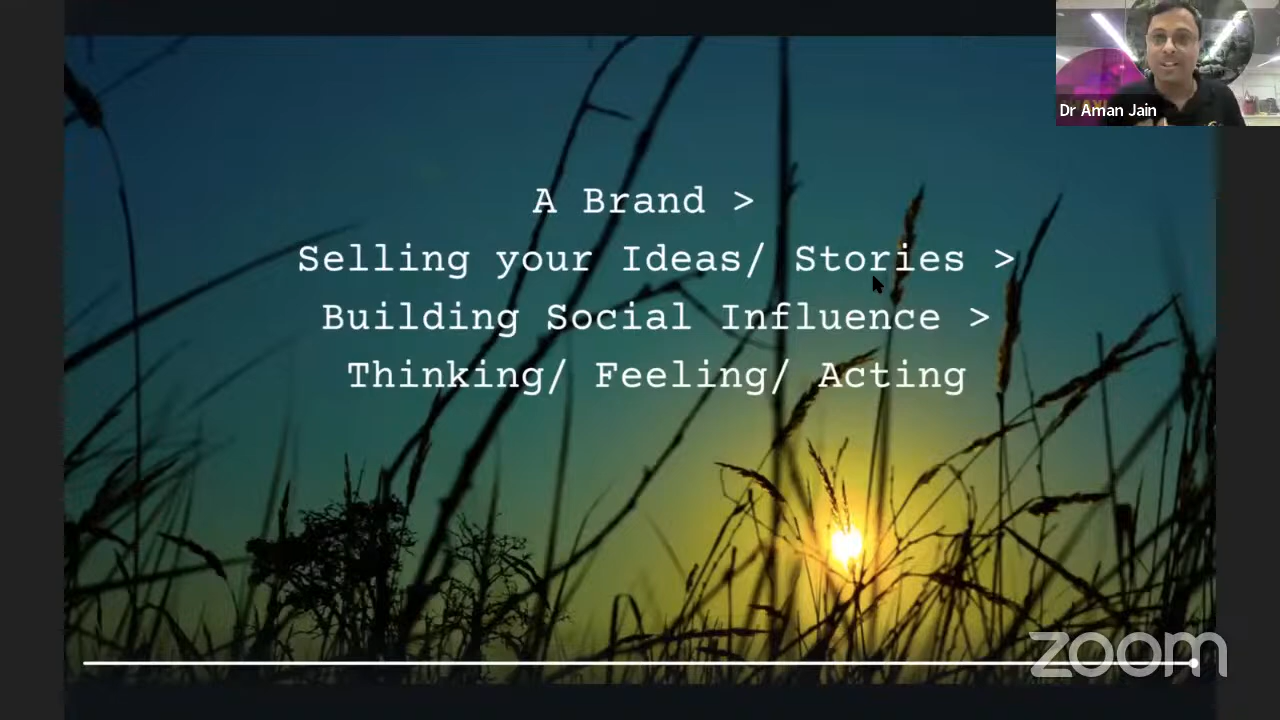 Dr Aman Jain
A Brand >
Selling your Ideas/ Stories >
Building Social Influence >
Thinking/ Feeling/ Acting
zoom